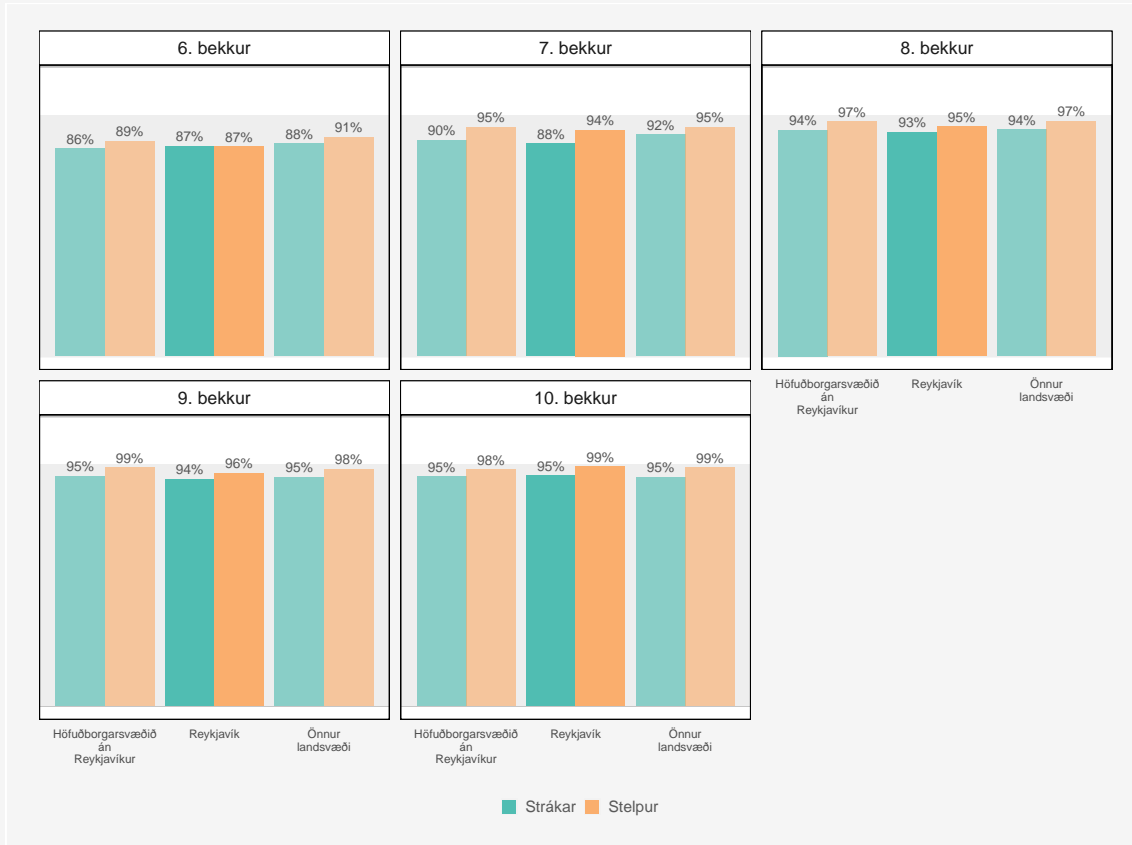 6. bekkur
86% 89% 87% 87% 88% 91%
7. bekkur
90% 95% 88% 94% 92% 95%
8. bekkur
94% 97% 93% 95% 94% 97%
Höfuðborgarsvæðið
án
Reykjavíkur
Reykjavík
Önnur
landsvæði
9. bekkur
95% 99% 94% 96% 95% 98%
Höfuðborgarsvæðið
án
Reykjavíkur
Reykjavík
Önnur
landsvæði
10. bekkur
95% 98% 95% 99% 95% 99%
Höfuðborgarsvæðið
án
Reykjavíkur
Reykjavík
Önnur
landsvæði
Strákar Stelpur